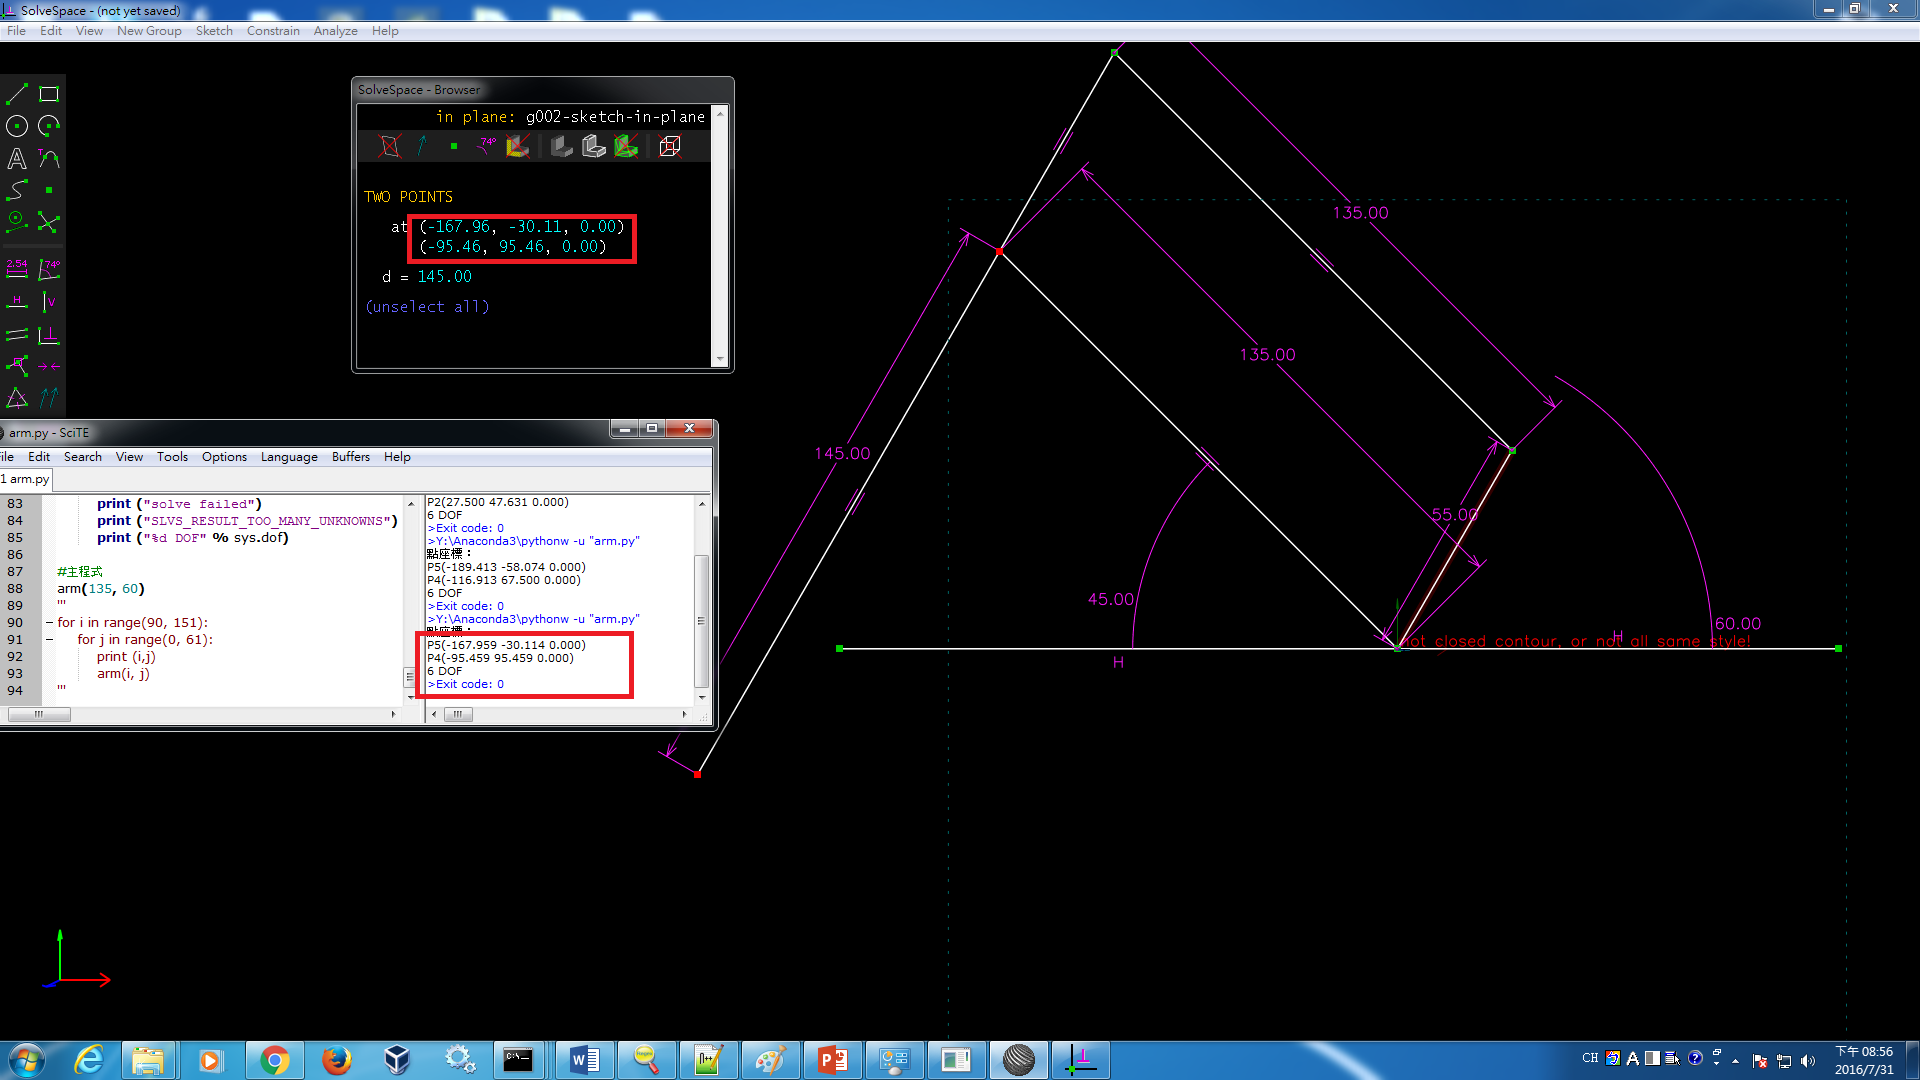 SolveSpace - (not yet saved)
File Edit View New Group Sketch Constrain Analyze Help
SolveSpace - Browser
in plane: g002-sketch-in-plane
TWO POINTS
at (-167.96, -30.11, 0.00)
(-95.46, 95.46, 0.00)
d = 145.00
(unselect all)
2.54
74°
H
V
arm.py - SciTE
ile Edit Search View Tools Options Language Buffers Help
1 arm.py
83 print ("solve failed")
84 print ("SLVS_RESULT_TOO_MANY_UNKNOWNS")
85 print ("%d DOF" % sys.dof)
86
87 #主程式
88 arm(135, 60)
89 '''
90 for i in range(90, 151):
91 for j in range(0, 61):
92 print (i,j)
93 arm(i, j)
94 '''
P2(27.500 47.631 0.000)
6 DOF
>Exit code: 0
>Y:\Anaconda3\pythonw -u "arm.py"
點座標：
P5(-189.413 -58.074 0.000)
P4(-116.913 67.500 0.000)
6 DOF
>Exit code: 0
>Y:\Anaconda3\pythonw -u "arm.py"
點座標：
P5(-167.959 -30.114 0.000)
P4(-95.459 95.459 0.000)
6 DOF
>Exit code: 0
135.00
135.00
145.00
55.00
45.00
60.00
H
H
not closed contour, or not all same style!
CH
下午 08:56
2016/7/31